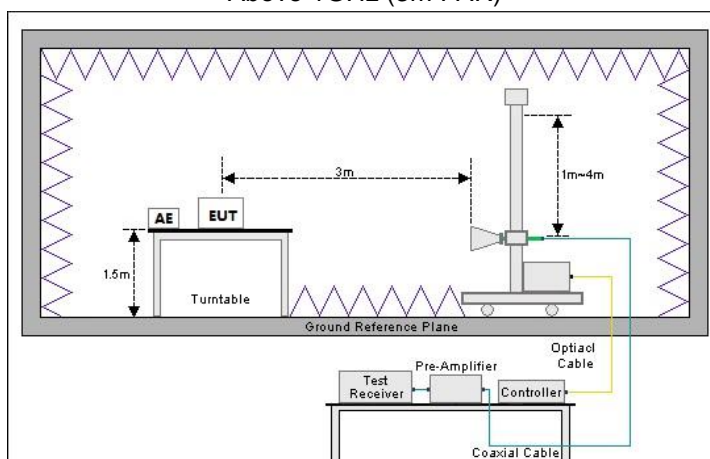 3m
1m~4m
AE
EUT
1.5m
Turntable
Ground Reference Plane
Optiacl
Cable
Pre-Amplifier
Test
Receiver
Controller
Coaxial Cable